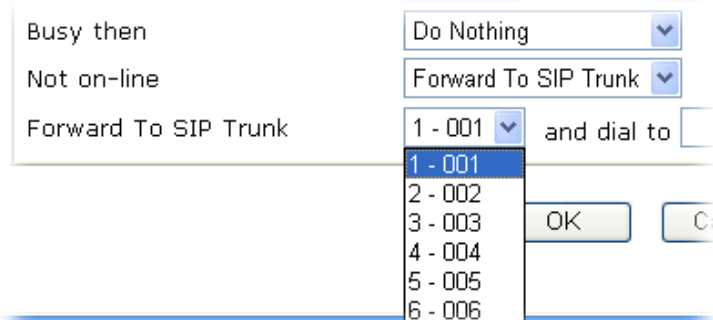 Busy then Do Nothing
Not on-line Forward To SIP Trunk
Forward To SIP Trunk 1 - 001 and dial to
1 - 001
2 - 002
3 - 003 OK C
4 - 004
5 - 005
6 - 006